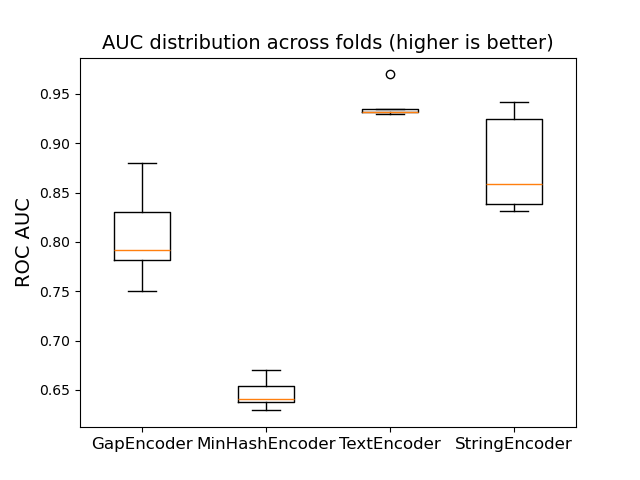 AUC distribution across folds (higher is better)
ROC AUC
0.95
0.90
0.85
0.80
0.75
0.70
0.65
GapEncoder MinHashEncoder TextEncoder StringEncoder